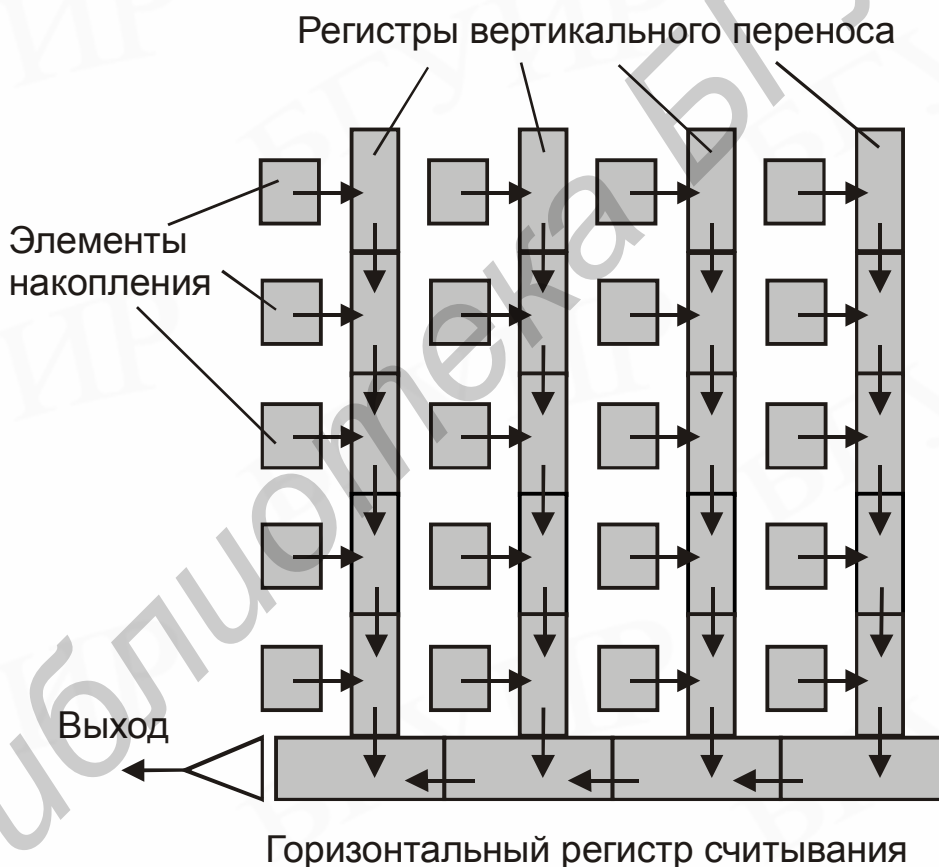 Регистры вертикального переноса
Элементы
накопления
Выход
Горизонтальный регистр считывания